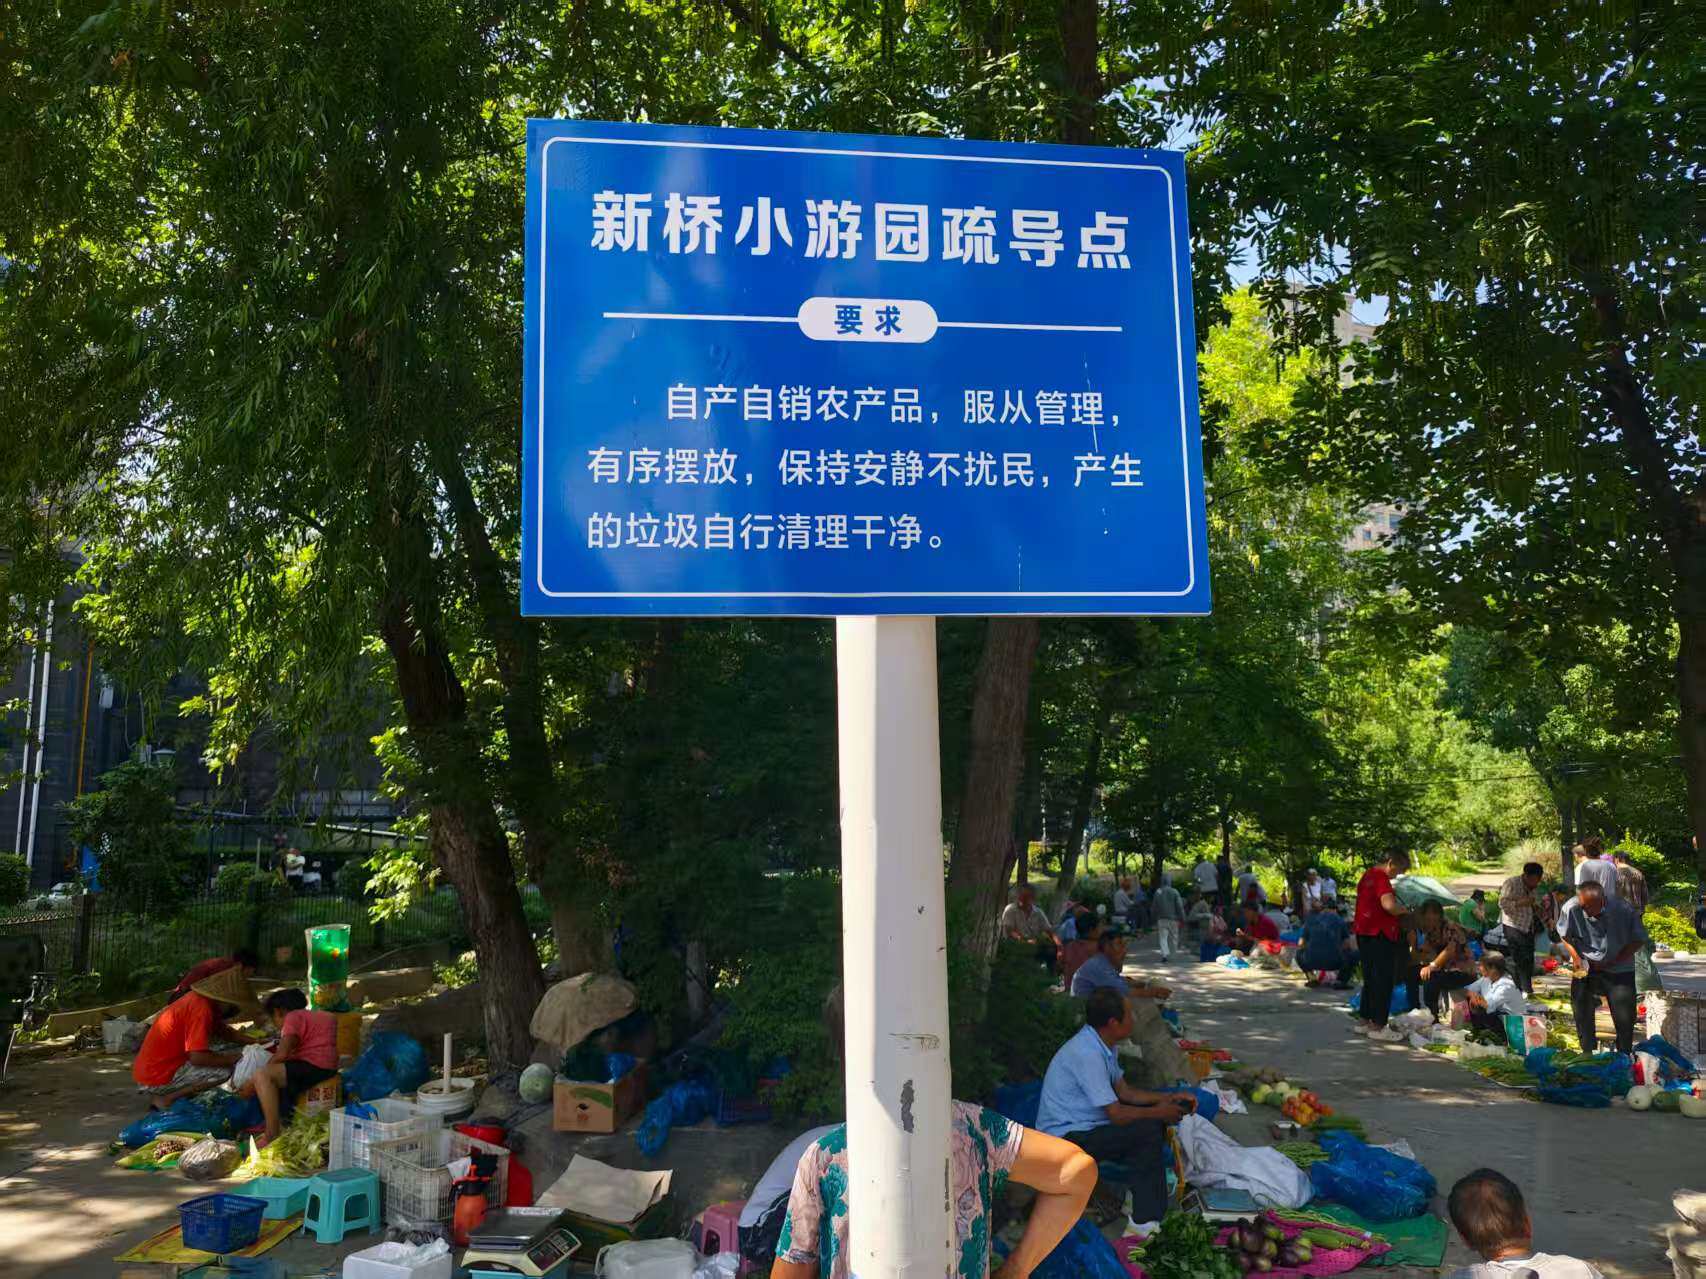 新桥小游园疏导点
要求
自产自销农产品，服从管理，
有序摆放，保持安静不扰民，产生
的垃圾自行清理干净。